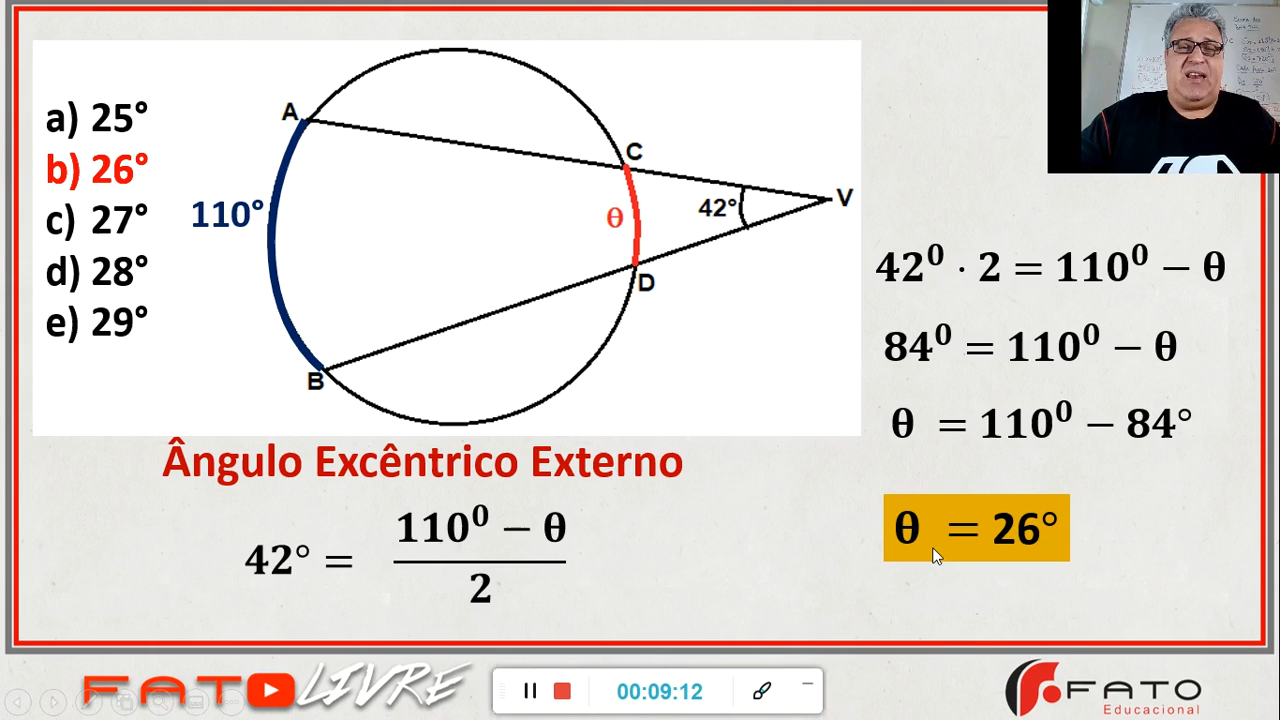 a) 25°
b) 26°
c) 27°
d) 28°
e) 29°
A
110°
B
C
θ
D
42°
V
Ângulo Excêntrico Externo
42° = (110⁰ − θ) / 2
42⁰ · 2 = 110⁰ − θ
84⁰ = 110⁰ − θ
θ = 110⁰ − 84°
θ = 26°
FATO LIVRE
00:09:12
FATO
Educacional